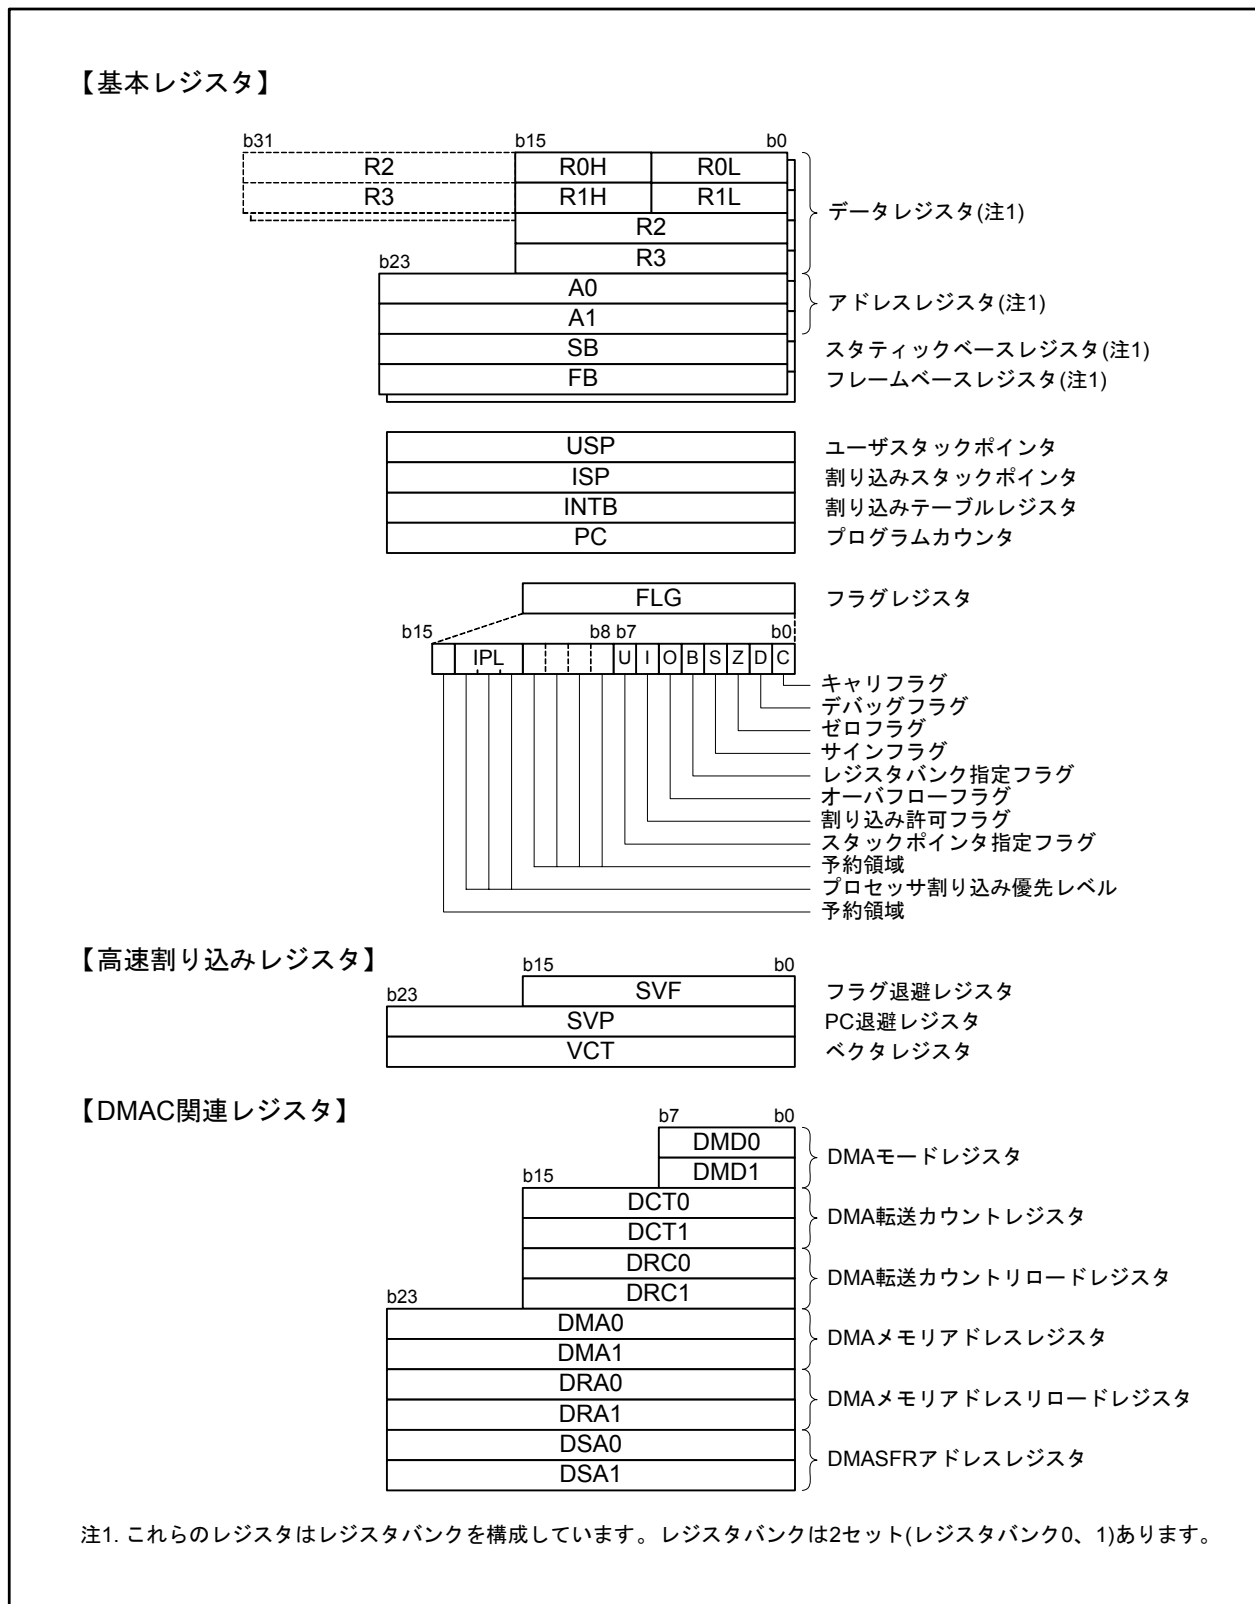 【基本レジスタ】
b31 b15 b0
R2 R0H R0L
R3 R1H R1L
データレジスタ(注1)
R2
R3
b23
A0
アドレスレジスタ(注1)
A1
SB スタティックベースレジスタ(注1)
FB フレームベースレジスタ(注1)
USP ユーザスタックポインタ
ISP 割り込みスタックポインタ
INTB 割り込みテーブルレジスタ
PC プログラムカウンタ
FLG フラグレジスタ
b15 b8 b7 b0
IPL U I O B S Z D C
キャリフラグ
デバッグフラグ
ゼロフラグ
サインフラグ
レジスタバンク指定フラグ
オーバフローフラグ
割り込み許可フラグ
スタックポインタ指定フラグ
予約領域
プロセッサ割り込み優先レベル
予約領域
【高速割り込みレジスタ】
b15 b0
SVF フラグ退避レジスタ
b23
SVP PC退避レジスタ
VCT ベクタレジスタ
【DMAC関連レジスタ】
b7 b0
DMD0
DMAモードレジスタ
DMD1
b15
DCT0
DMA転送カウントレジスタ
DCT1
DRC0
DMA転送カウントリロードレジスタ
DRC1
b23
DMA0
DMAメモリアドレスレジスタ
DMA1
DRA0
DMAメモリアドレスリロードレジスタ
DRA1
DSA0
DMASFRアドレスレジスタ
DSA1
注1. これらのレジスタはレジスタバンクを構成しています。レジスタバンクは2セット(レジスタバンク0、1)あります。